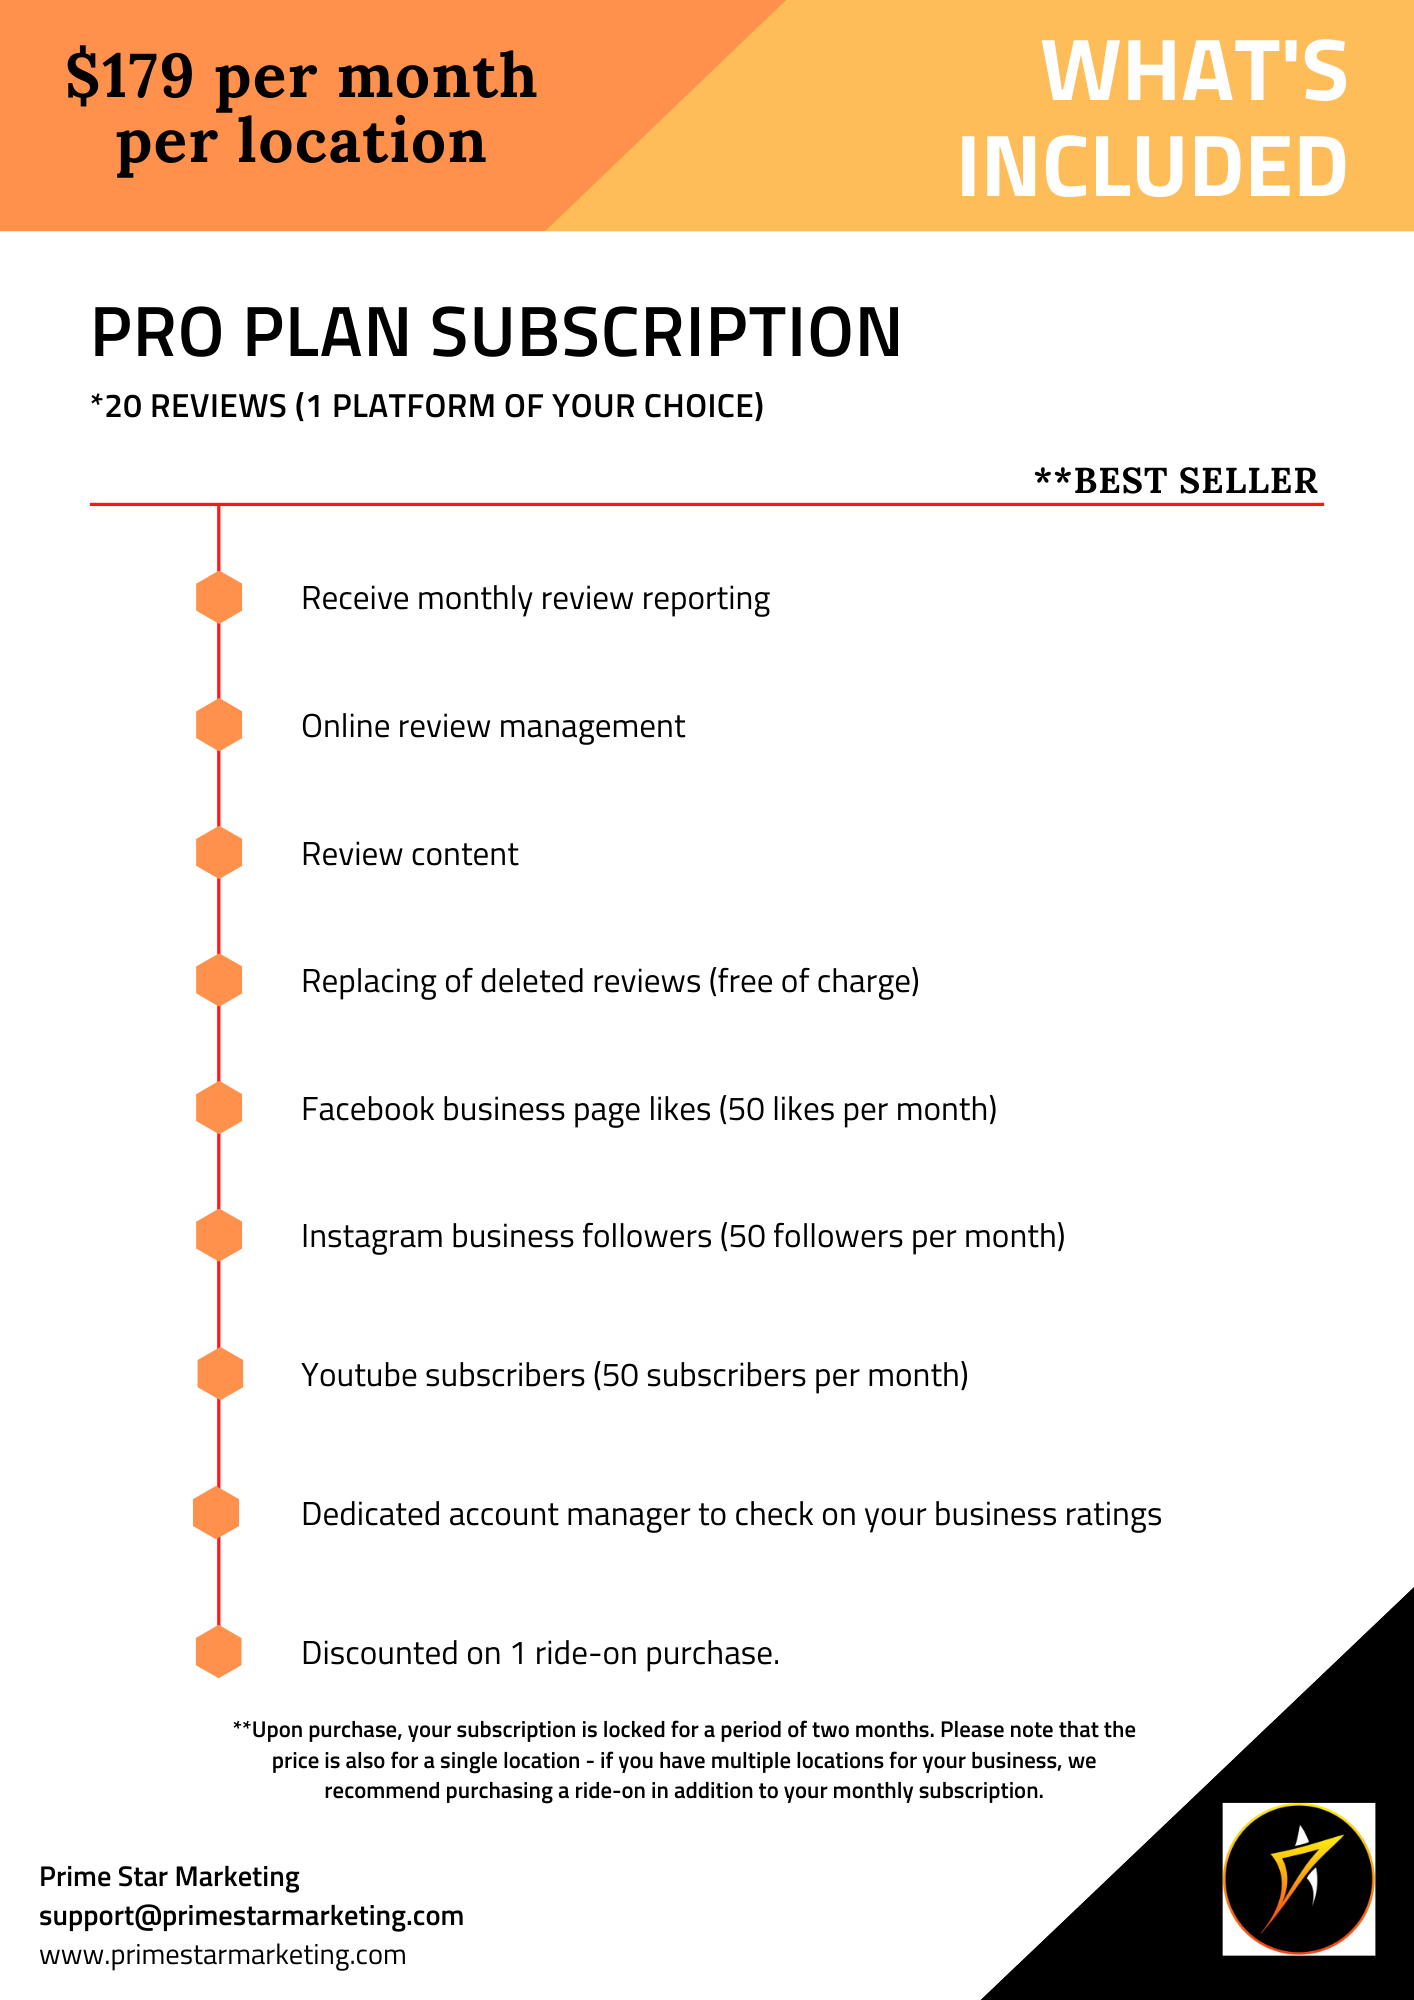 $179 per month
per location
WHAT'S
INCLUDED
PRO PLAN SUBSCRIPTION
*20 REVIEWS (1 PLATFORM OF YOUR CHOICE)
**BEST SELLER
Receive monthly review reporting
Online review management
Review content
Replacing of deleted reviews (free of charge)
Facebook business page likes (50 likes per month)
Instagram business followers (50 followers per month)
Youtube subscribers (50 subscribers per month)
Dedicated account manager to check on your business ratings
Discounted on 1 ride-on purchase.
**Upon purchase, your subscription is locked for a period of two months. Please note that the
price is also for a single location - if you have multiple locations for your business, we
recommend purchasing a ride-on in addition to your monthly subscription.
Prime Star Marketing
support@primestarmarketing.com
www.primestarmarketing.com